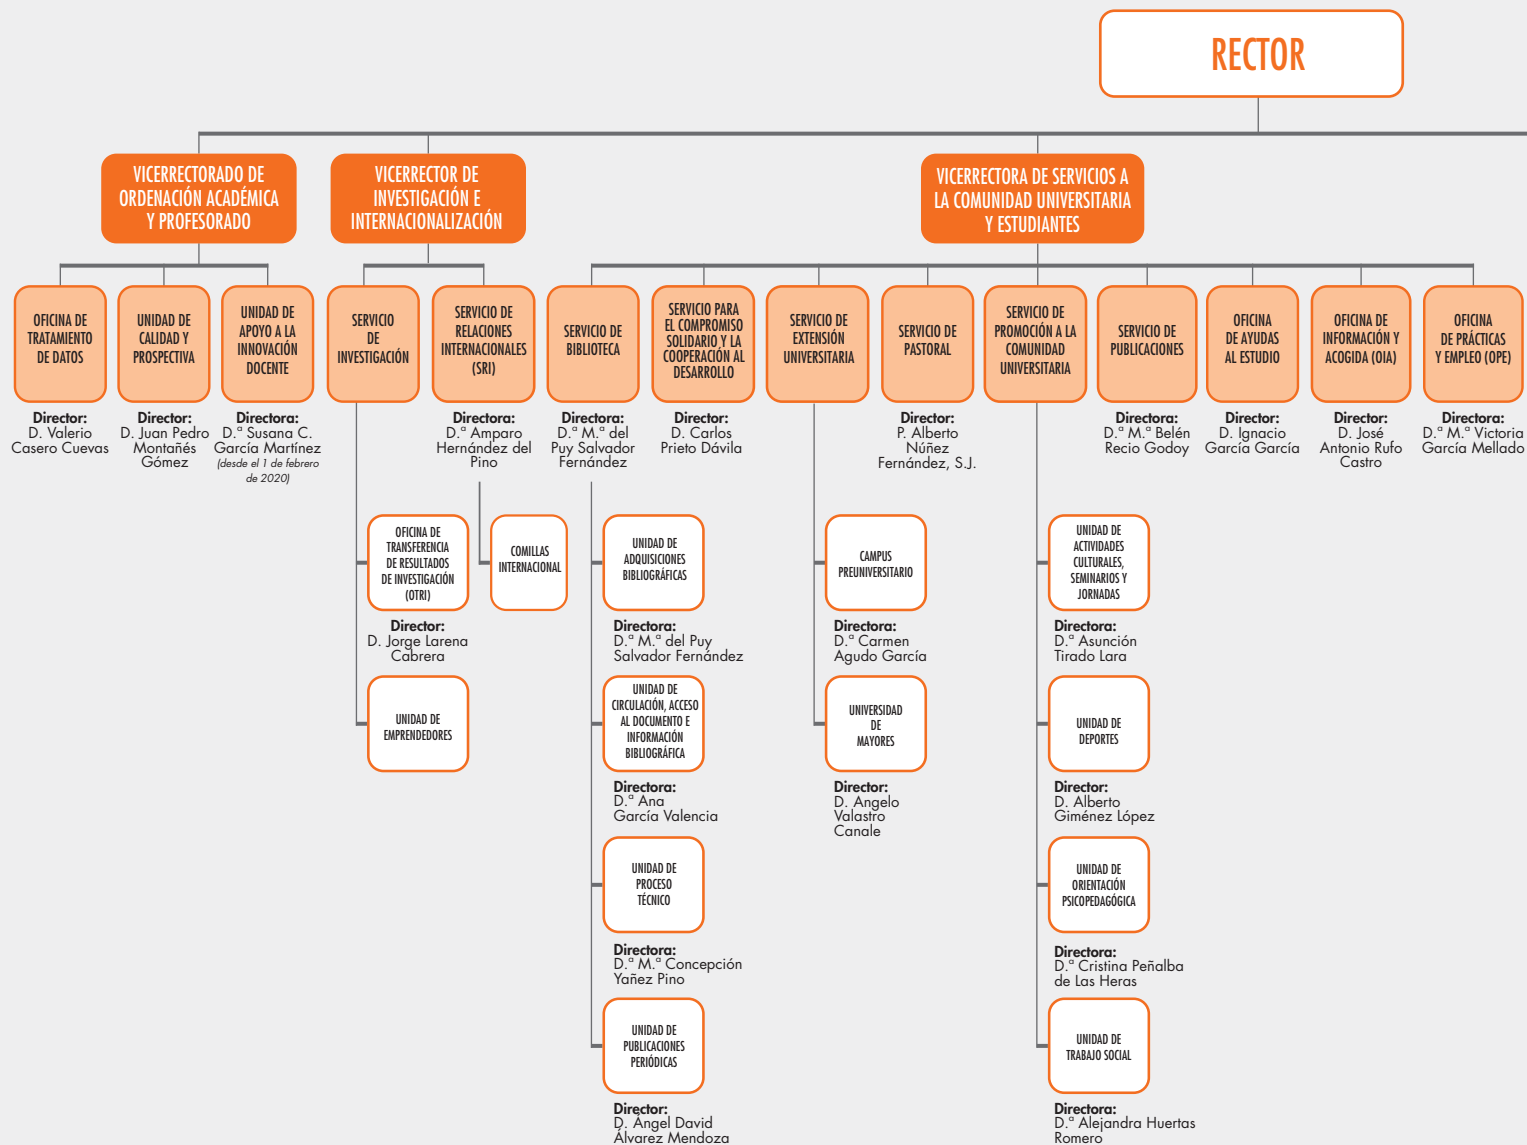 RECTOR
VICERRECTORADO DE
ORDENACIÓN ACADÉMICA
Y PROFESORADO
VICERRECTOR DE
INVESTIGACIÓN E
INTERNACIONALIZACIÓN
VICERRECTORA DE SERVICIOS A
LA COMUNIDAD UNIVERSITARIA
Y ESTUDIANTES
OFICINA DE
TRATAMIENTO
DE DATOS
Director:
D. Valerio
Casero Cuevas
UNIDAD DE
CALIDAD Y
PROSPECTIVA
Director:
D. Juan Pedro
Montañés
Gómez
UNIDAD DE
APOYO A LA
INNOVACIÓN
DOCENTE
Directora:
D.ª Susana C.
García Martínez
(desde el 1 de febrero
de 2020)
SERVICIO
DE
INVESTIGACIÓN
SERVICIO DE
RELACIONES
INTERNACIONALES
(SRI)
Directora:
D.ª Amparo
Hernández del
Pino
SERVICIO DE
BIBLIOTECA
Directora:
D.ª M.ª del
Puy Salvador
Fernández
SERVICIO PARA
EL COMPROMISO
SOLIDARIO Y LA
COOPERACIÓN AL
DESARROLLO
Director:
D. Carlos
Prieto Dávila
SERVICIO DE
EXTENSIÓN
UNIVERSITARIA
SERVICIO DE
PASTORAL
Director:
P. Alberto
Núñez
Fernández, S.J.
SERVICIO DE
PROMOCIÓN A LA
COMUNIDAD
UNIVERSITARIA
SERVICIO DE
PUBLICACIONES
Directora:
D.ª M.ª Belén
Recio Godoy
OFICINA
DE AYUDAS
AL ESTUDIO
Director:
D. Ignacio
García García
OFICINA DE
INFORMACIÓN Y
ACOGIDA (OIA)
Director:
D. José
Antonio Rufo
Castro
OFICINA
DE PRÁCTICAS
Y EMPLEO (OPE)
Directora:
D.ª M.ª Victoria
García Mellado
OFICINA DE
TRANSFERENCIA
DE RESULTADOS
DE INVESTIGACIÓN
(OTRI)
Director:
D. Jorge Larena
Cabrera
UNIDAD DE
EMPRENDEDORES
COMILLAS
INTERNACIONAL
UNIDAD DE
ADQUISICIONES
BIBLIOGRÁFICAS
Directora:
D.ª M.ª del Puy
Salvador Fernández
UNIDAD DE
CIRCULACIÓN, ACCESO
AL DOCUMENTO E
INFORMACIÓN
BIBLIOGRÁFICA
Directora:
D.ª Ana
García Valencia
UNIDAD DE
PROCESO
TÉCNICO
Directora:
D.ª M.ª Concepción
Yañez Pino
UNIDAD DE
PUBLICACIONES
PERIÓDICAS
Director:
D. Ángel David
Álvarez Mendoza
CAMPUS
PREUNIVERSITARIO
Directora:
D.ª Carmen
Agudo García
UNIVERSIDAD
DE
MAYORES
Director:
D. Angelo
Valastro
Canale
UNIDAD DE
ACTIVIDADES
CULTURALES,
SEMINARIOS Y
JORNADAS
Directora:
D.ª Asunción
Tirado Lara
UNIDAD DE
DEPORTES
Director:
D. Alberto
Giménez López
UNIDAD DE
ORIENTACIÓN
PSICOPEDAGÓGICA
Directora:
D.ª Cristina Peñalba
de Las Heras
UNIDAD DE
TRABAJO SOCIAL
Directora:
D.ª Alejandra Huertas
Romero